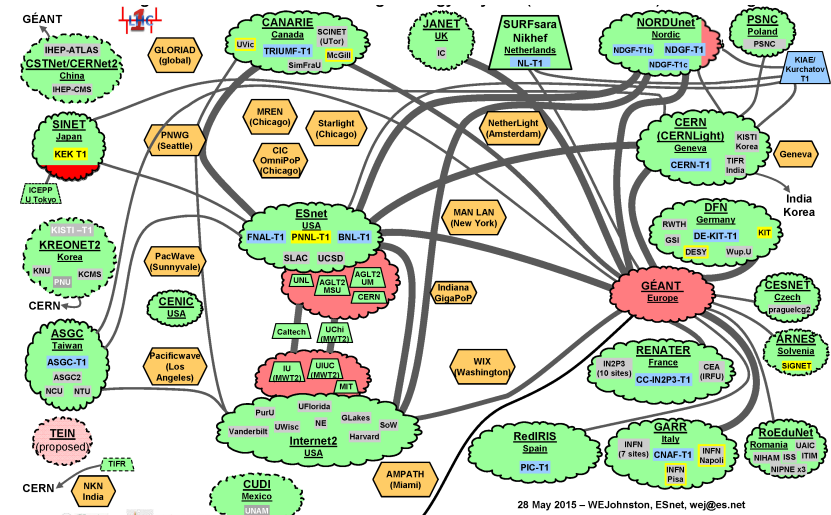 GÉANT
LHC
1
IHEP-ATLAS
CSTNet/CERNet2
China
IHEP-CMS
GLORIAD
(global)
CANARIE
Canada
UVic
SCINET
(UTor)
TRIUMF-T1
McGill
SimFraU
JANET
UK
IC
SURFsara
Nikhef
Netherlands
NL-T1
NORDUnet
Nordic
NDGF-T1b
NDGF-T1
NDGF-T1c
PSNC
Poland
PSNC
KIAE/
Kurchatov
T1
SINET
Japan
KEK T1
ICEPP
U Tokyo
PNWG
(Seattle)
MREN
(Chicago)
Starlight
(Chicago)
CIC
OmniPoP
(Chicago)
NetherLight
(Amsterdam)
CERN
(CERNLight)
Geneva
CERN-T1
KISTI
Korea
TIFR
India
Geneva
India
Korea
KISTI –T1
KREONET2
Korea
KNU
KCMS
PNU
CERN
PacWave
(Sunnyvale)
CENIC
USA
ESnet
USA
FNAL-T1
PNNL-T1
BNL-T1
SLAC
UCSD
UNL
AGLT2
MSU
AGLT2
UM
CERN
MAN LAN
(New York)
DFN
Germany
RWTH
GSI
DE-KIT-T1
KIT
DESY
Wup.U
Indiana
GigaPoP
GÉANT
Europe
CESNET
Czech
praguelcg2
ASGC
Taiwan
ASGC-T1
ASGC2
NCU
NTU
Pacificwave
(Los
Angeles)
Caltech
UChi
(MWT2)
IU
(MWT2)
UIUC
(MWT2)
MIT
WIX
(Washington)
RENATER
France
IN2P3
(10 sites)
CEA
(IRFU)
CC-IN2P3-T1
ARNES
Solvenia
SiGNET
TEIN
(proposed)
TIFR
CERN
NKN
India
PurU
UFlorida
Vanderbilt
UWisc
NE
GLakes
SoW
Harvard
Internet2
USA
CUDI
Mexico
UNAM
AMPATH
(Miami)
RedIRIS
Spain
PIC-T1
GARR
Italy
INFN
(7 sites)
CNAF-T1
INFN
Napoli
INFN
Pisa
RoEduNet
Romania
UAIC
NIHAM
ISS
ITIM
NIPNE x3
28 May 2015 – WEJohnston, ESnet, wej@es.net